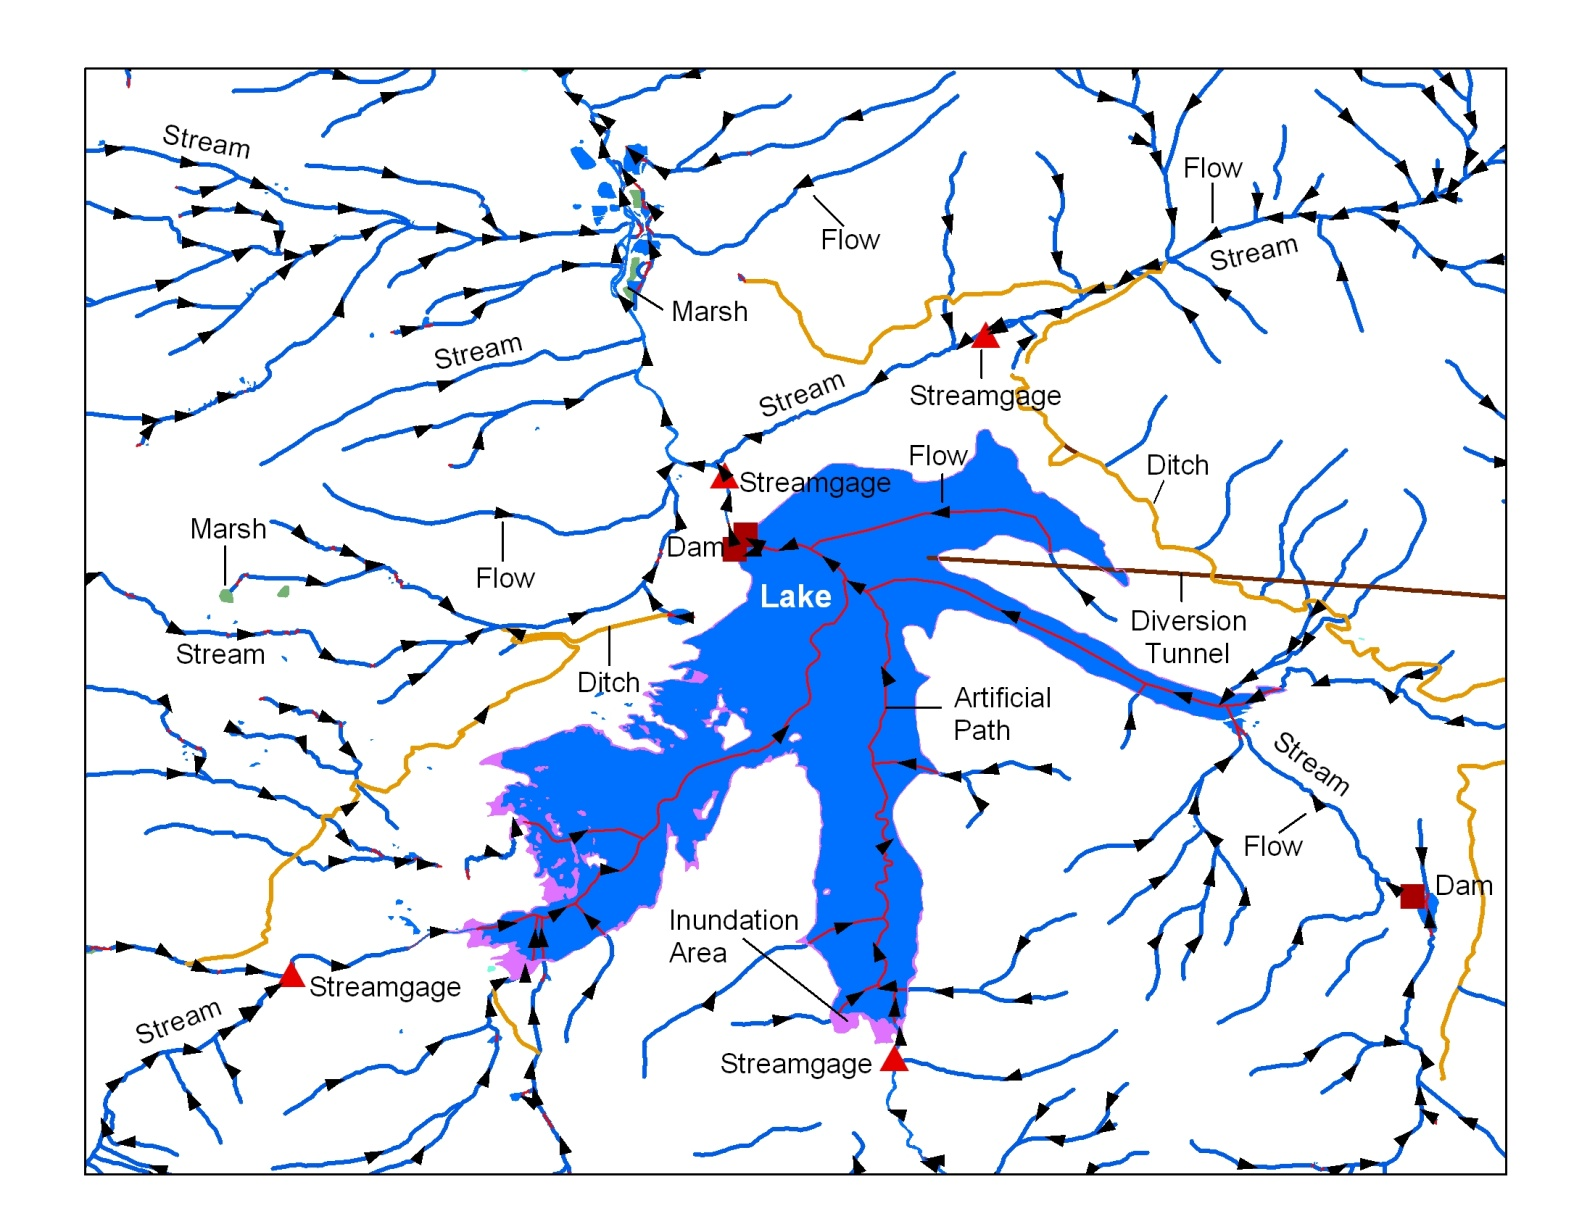 Stream
Flow
Flow
Stream
Marsh
Stream
Stream
Streamgage
Flow
Ditch
Streamgage
Marsh
Dam
Flow
Lake
Diversion
Tunnel
Stream
Ditch
Artificial
Path
Stream
Flow
Dam
Inundation
Area
Streamgage
Stream
Streamgage